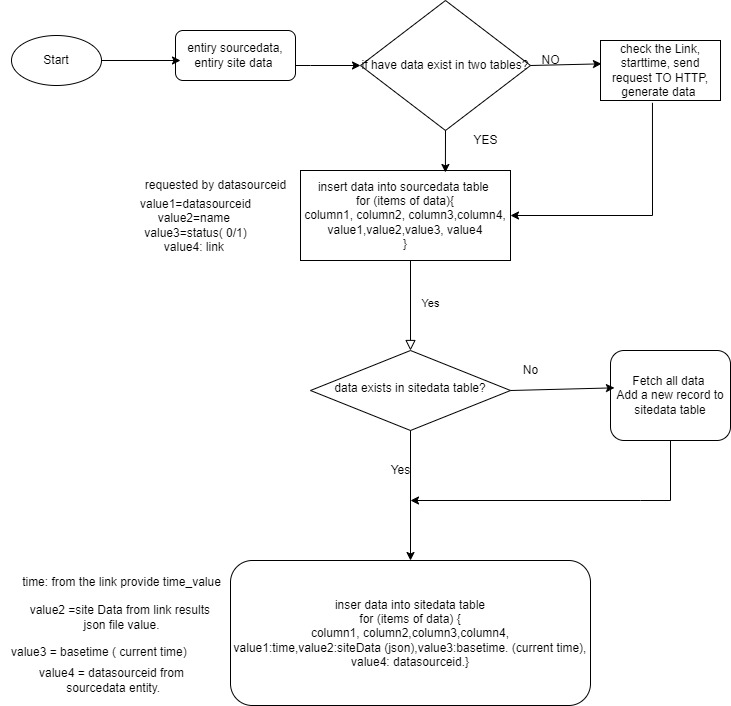 Start
entiry sourcedata,
entiry site data
if have data exist in two tables?
NO
check the Link,
starttime, send
request TO HTTP,
generate data
YES
requested by datasourceid
value1=datasourceid
value2=name
value3=status( 0/1)
value4: link
insert data into sourcedata table
for (items of data){
column1, column2, column3,column4,
value1,value2,value3, value4
}
Yes
data exists in sitedata table?
No
Fetch all data
Add a new record to
sitedata table
Yes
time: from the link provide time_value
value2 =site Data from link results
json file value.
value3 = basetime ( current time)
value4 = datasourceid from
sourcedata entity.
inser data into sitedata table
for (items of data) {
column1, column2,column3,column4,
value1:time,value2:siteData (json),value3:basetime. (current time),
value4: datasourceid.}